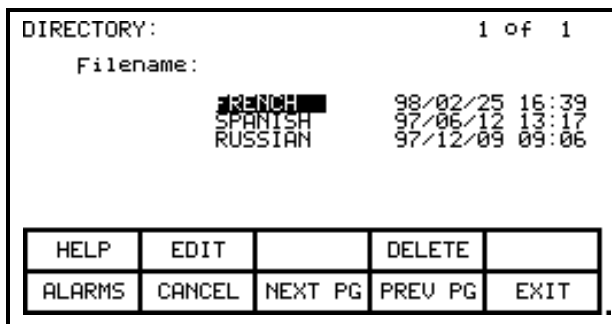 DIRECTORY: 1 of 1
Filename:
FRENCH 98/02/25 16:39
SPANISH 97/06/12 13:17
RUSSIAN 97/12/09 09:06
HELP EDIT DELETE
ALARMS CANCEL NEXT PG PREV PG EXIT